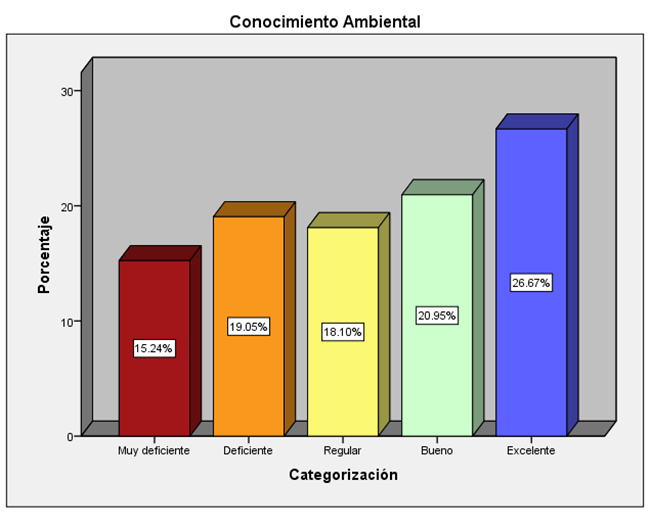 Conocimiento Ambiental
Porcentaje
30
20
10
0
15.24%
19.05%
18.10%
20.95%
26.67%
Muy deficiente
Deficiente
Regular
Bueno
Excelente
Categorización